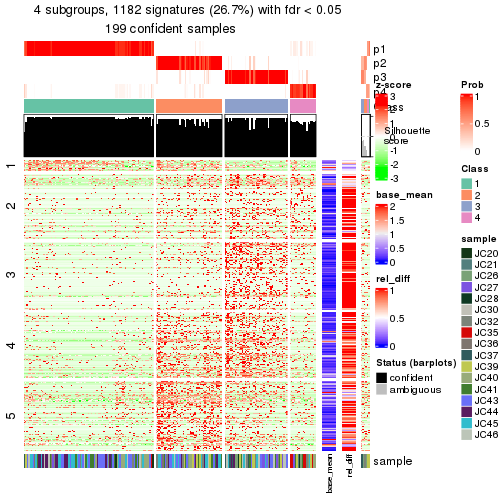 4 subgroups, 1182 signatures (26.7%) with fdr < 0.05
199 confident samples
p1
p2
p3
p4
Silhouette
score
1
2
3
4
5
sample
base_mean
rel_diff
z-score
3
-1
-2
-3
base_mean
2
1.5
1
0.5
0
rel_diff
1
0.5
0
Status (barplots)
confident
ambiguous
Prob
1
0.5
0
Class
1
2
3
4
sample
JC20
JC21
JC26
JC27
JC28
JC30
JC32
JC35
JC36
JC37
JC39
JC40
JC41
JC43
JC44
JC45
JC46